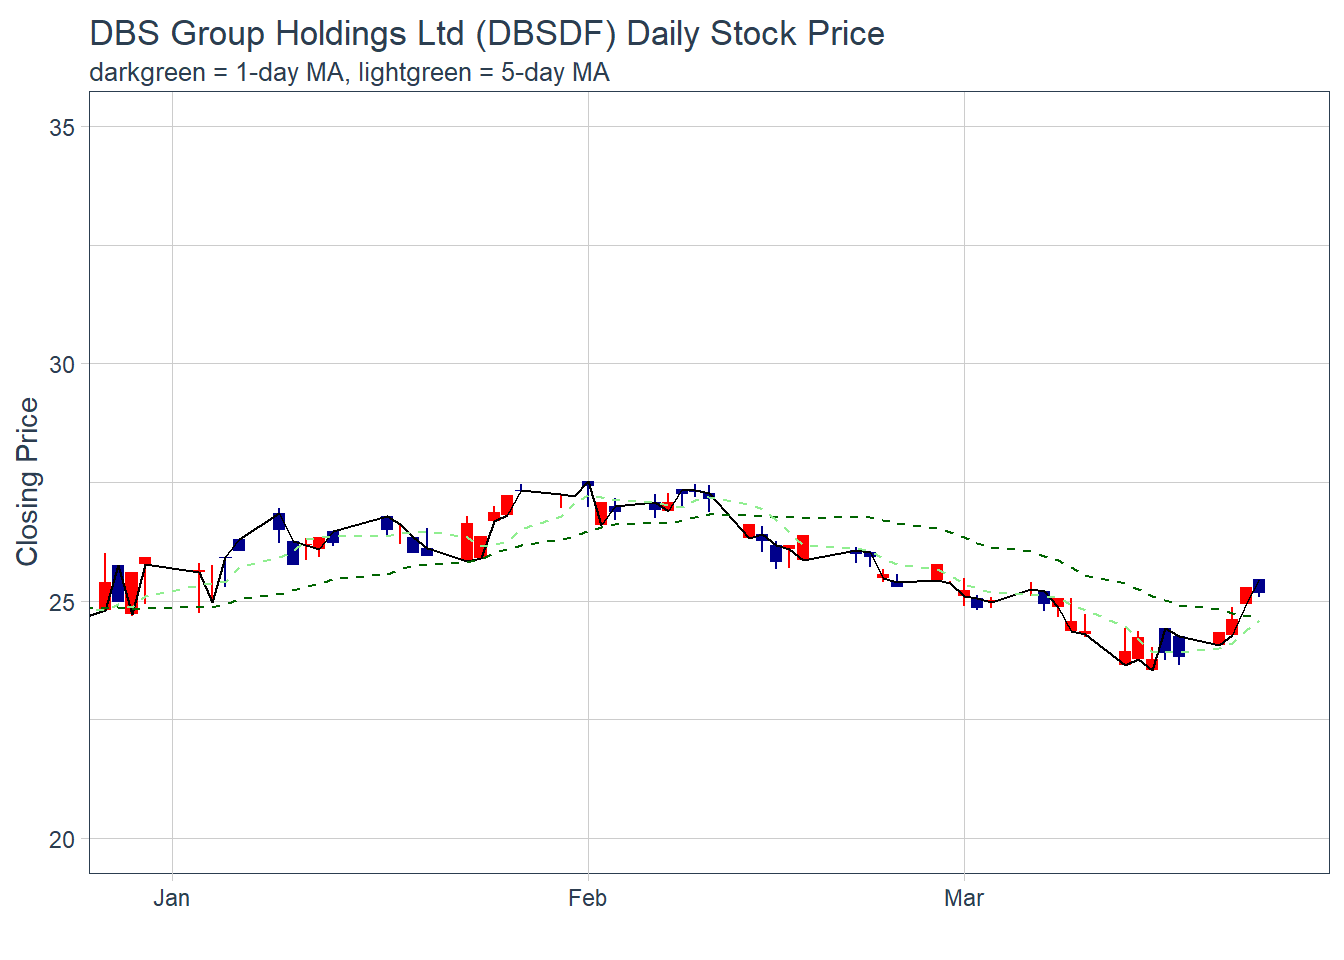 DBS Group Holdings Ltd (DBSDF) Daily Stock Price
darkgreen = 1-day MA, lightgreen = 5-day MA
35
30
25
20
Closing Price
Jan
Feb
Mar